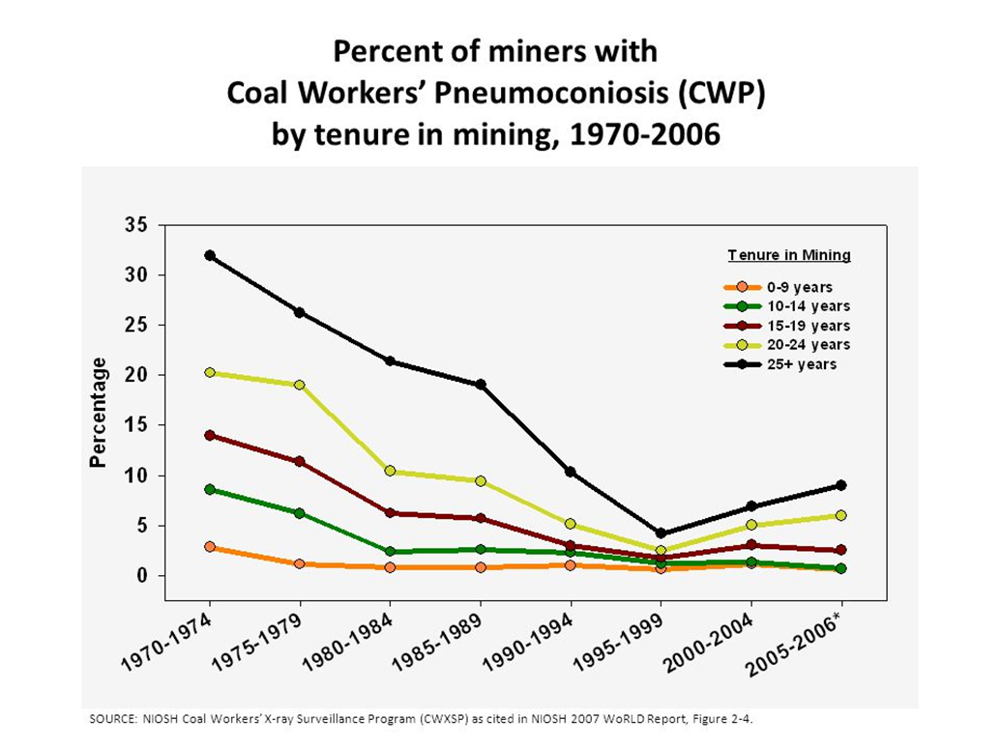 Percent of miners with
Coal Workers’ Pneumoconiosis (CWP)
by tenure in mining, 1970-2006
35
30
25
20
15
10
5
0
Percentage
Tenure in Mining
0-9 years
10-14 years
15-19 years
20-24 years
25+ years
1970-1974
1975-1979
1980-1984
1985-1989
1990-1994
1995-1999
2000-2004
2005-2006*
SOURCE: NIOSH Coal Workers’ X-ray Surveillance Program (CWXSP) as cited in NIOSH 2007 WoRLD Report, Figure 2-4.